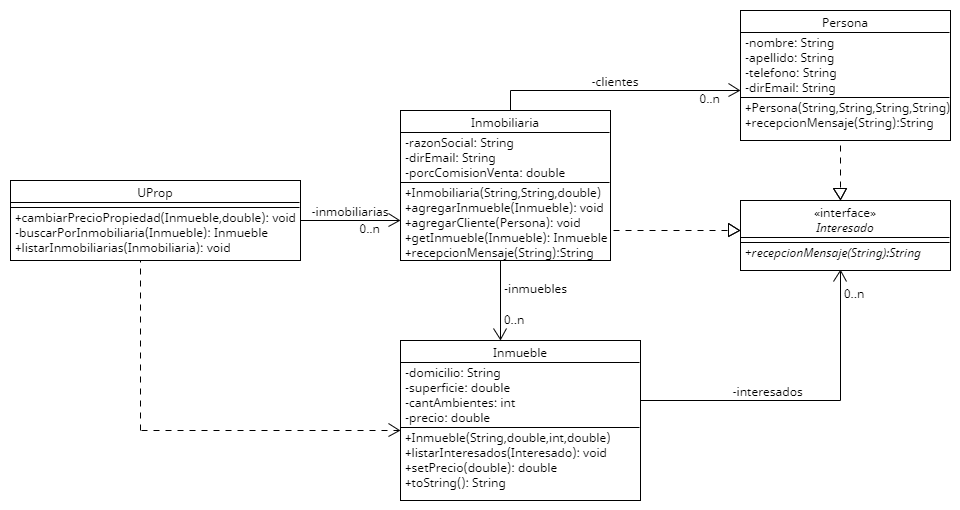 Persona
-nombre: String
-apellido: String
-telefono: String
-dirEmail: String
+Persona(String,String,String,String)
+recepcionMensaje(String):String
-clientes
0..n
Inmobiliaria
-razonSocial: String
-dirEmail: String
-porcComisionVenta: double
+Inmobiliaria(String,String,double)
+agregarInmueble(Inmueble): void
+agregarCliente(Persona): void
+getInmueble(Inmueble): Inmueble
+recepcionMensaje(String):String
UProp
+cambiarPrecioPropiedad(Inmueble,double): void
-buscarPorInmobiliaria(Inmueble): Inmueble
+listarInmobiliarias(Inmobiliaria): void
-inmobiliarias
0..n
«interface»
Interesado
+recepcionMensaje(String):String
0..n
-inmuebles
0..n
Inmueble
-domicilio: String
-superficie: double
-cantAmbientes: int
-precio: double
+Inmueble(String,double,int,double)
+listarInteresados(Interesado): void
+setPrecio(double): double
+toString(): String
-interesados